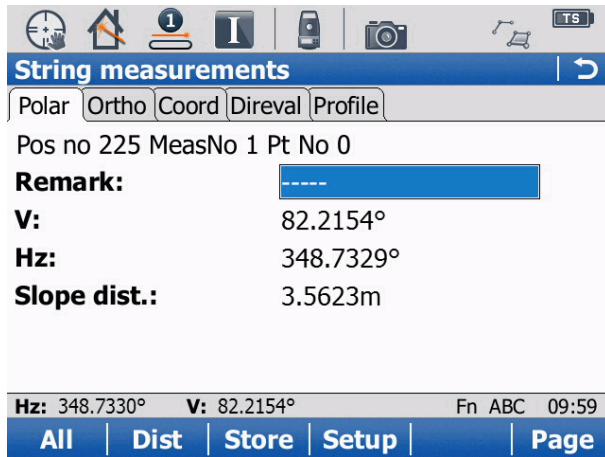 1 I TS
String measurements
Polar Ortho Coord Direval Profile
Pos no 225 MeasNo 1 Pt No 0
Remark: -----
V: 82.2154°
Hz: 348.7329°
Slope dist.: 3.5623m
Hz: 348.7330° V: 82.2154° Fn ABC 09:59
All Dist Store Setup Page